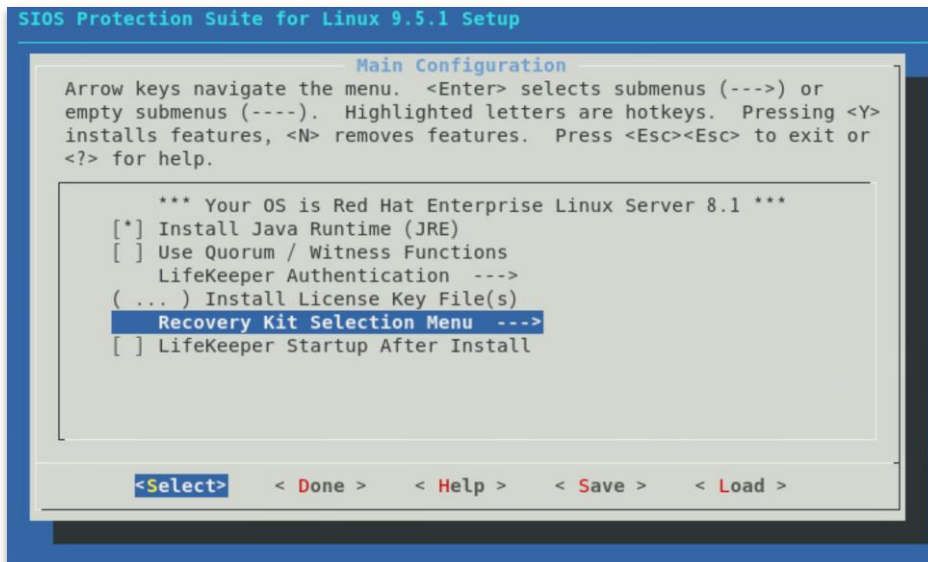 SIOS Protection Suite for Linux 9.5.1 Setup
Main Configuration
Arrow keys navigate the menu.  <Enter> selects submenus (--->) or
empty submenus (----).  Highlighted letters are hotkeys.  Pressing <Y>
installs features, <N> removes features.  Press <Esc><Esc> to exit or
<?> for help.
*** Your OS is Red Hat Enterprise Linux Server 8.1 ***
[*] Install Java Runtime (JRE)
[ ] Use Quorum / Witness Functions
LifeKeeper Authentication  --->
( ... ) Install License Key File(s)
Recovery Kit Selection Menu  --->
[ ] LifeKeeper Startup After Install
<Select>    < Done >    < Help >    < Save >    < Load >